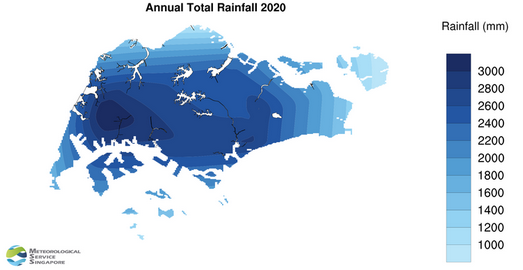 Annual Total Rainfall 2020
Rainfall (mm)
3000
2800
2600
2400
2200
2000
1800
1600
1400
1200
1000
METEOROLOGICAL
SERVICE
SINGAPORE